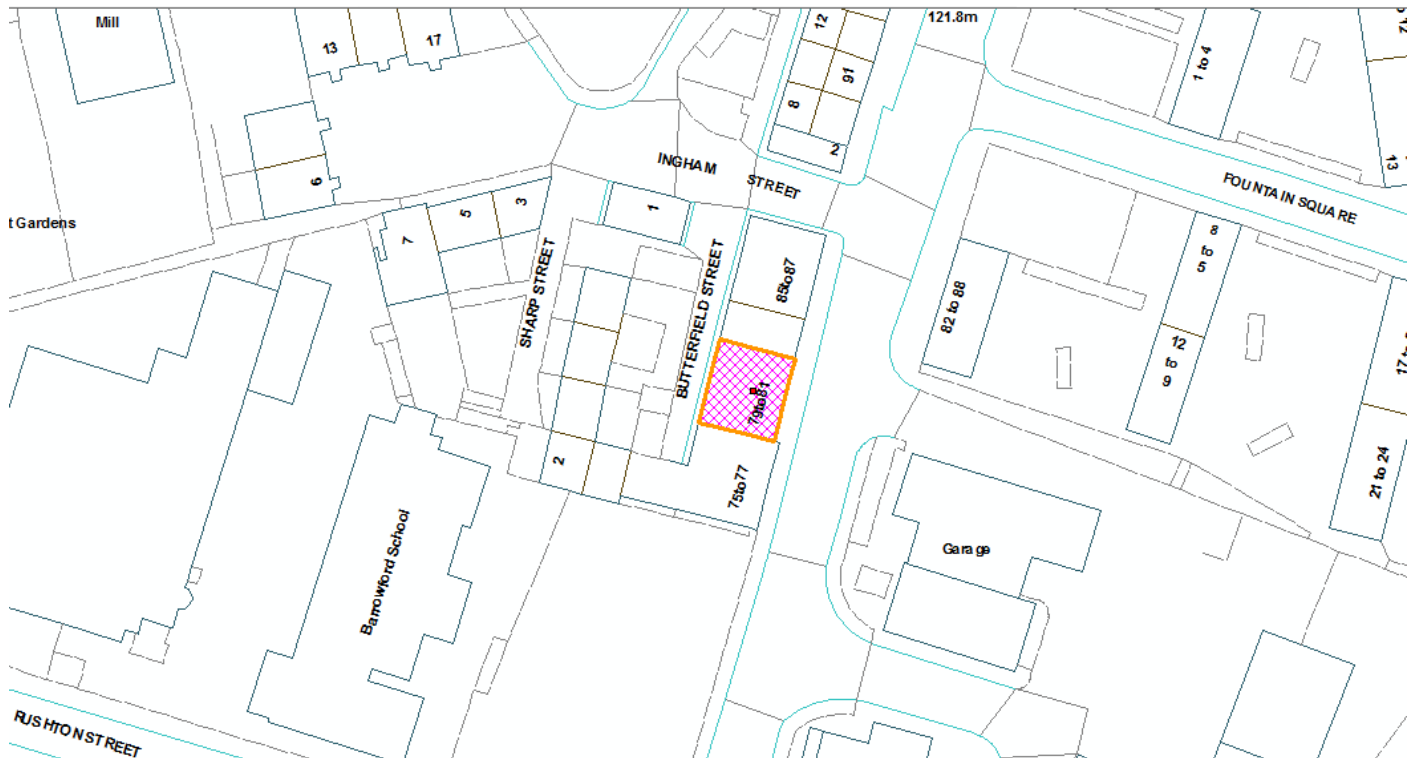 Mill
13
17
12
121.8m
1 to 4
91
8
2
6
INGHAM STREET
FOUNTAIN SQUARE
13
t Gardens
7
5
3
1
SHARP STREET
BUTTERFIELD STREET
85to87
82 to 88
8 to 5
12 to 9
79to81
75to77
2
21 to 24
Garage
Barrowford School
RUSHTON STREET